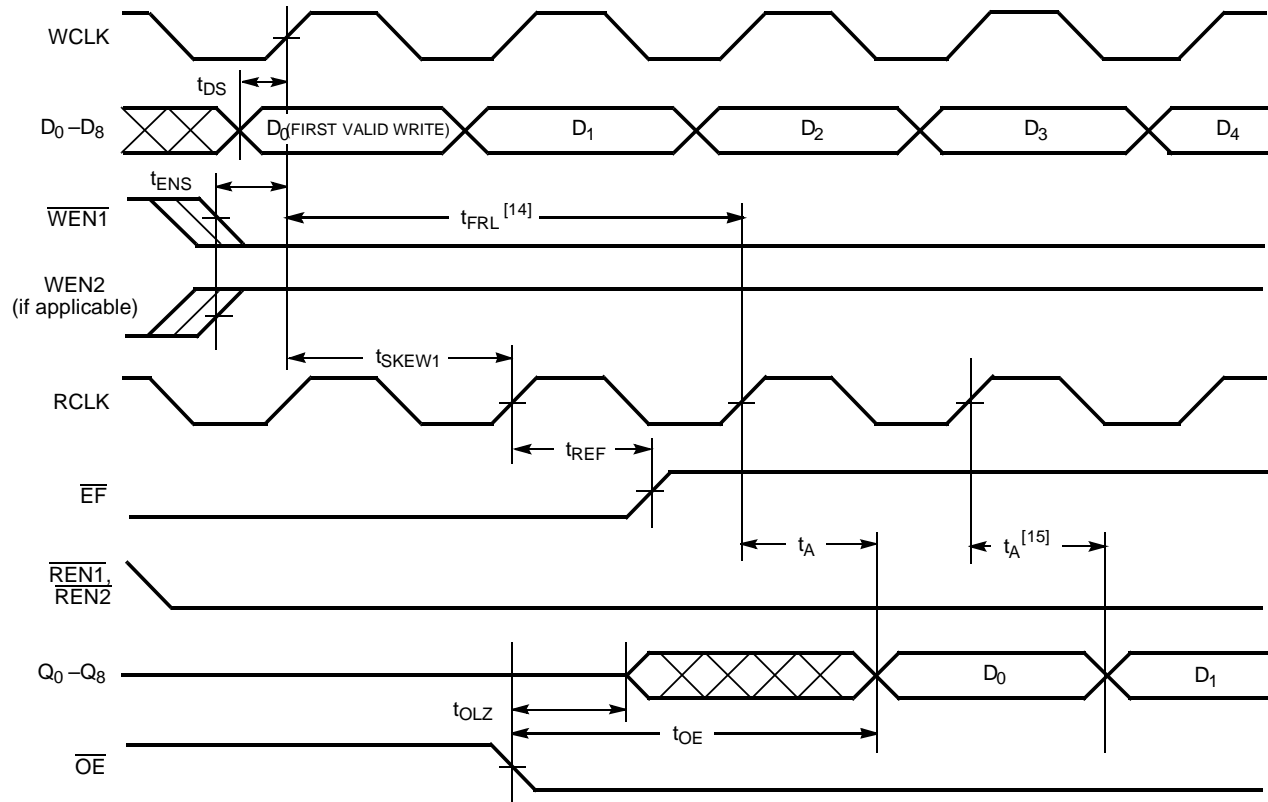 WCLK
tDS
D0–D8
D0(FIRST VALID WRITE)
D1
D2
D3
D4
tENS
WEN1
tFRL [14]
WEN2
(if applicable)
tSKEW1
RCLK
tREF
EF
tA
tA[15]
REN1,
REN2
Q0–Q8
D0
D1
tOLZ
tOE
OE